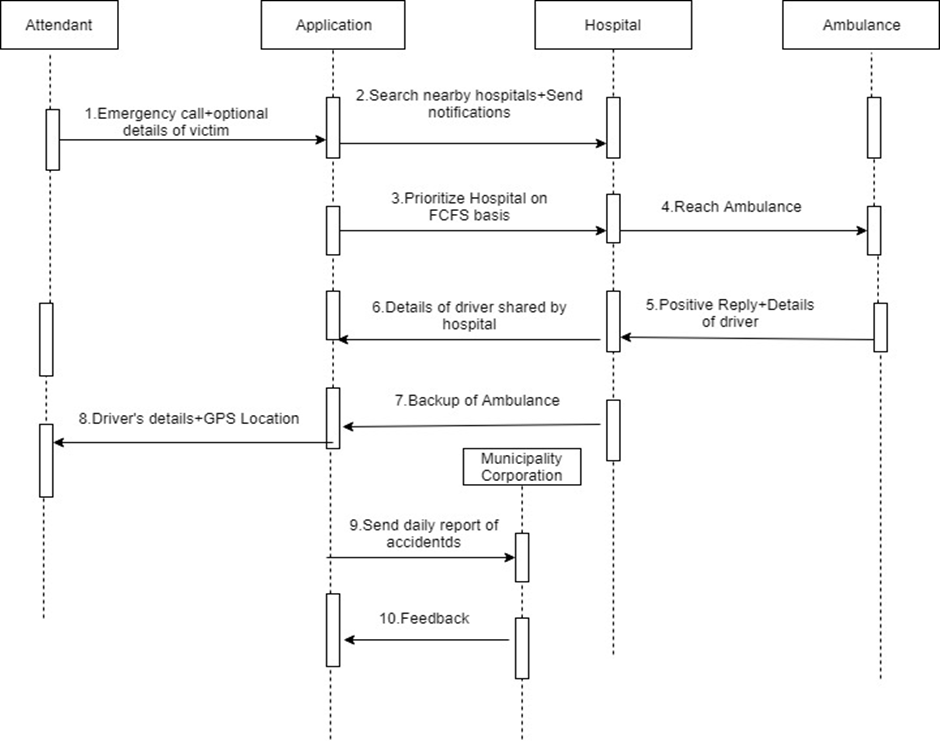 Attendant
Application
Hospital
Ambulance
1.Emergency call+optional
details of victim
2.Search nearby hospitals+Send
notifications
3.Prioritize Hospital on
FCFS basis
4.Reach Ambulance
6.Details of driver shared by
hospital
5.Positive Reply+Details
of driver
8.Driver's details+GPS Location
7.Backup of Ambulance
Municipality
Corporation
9.Send daily report of
accidentds
10.Feedback